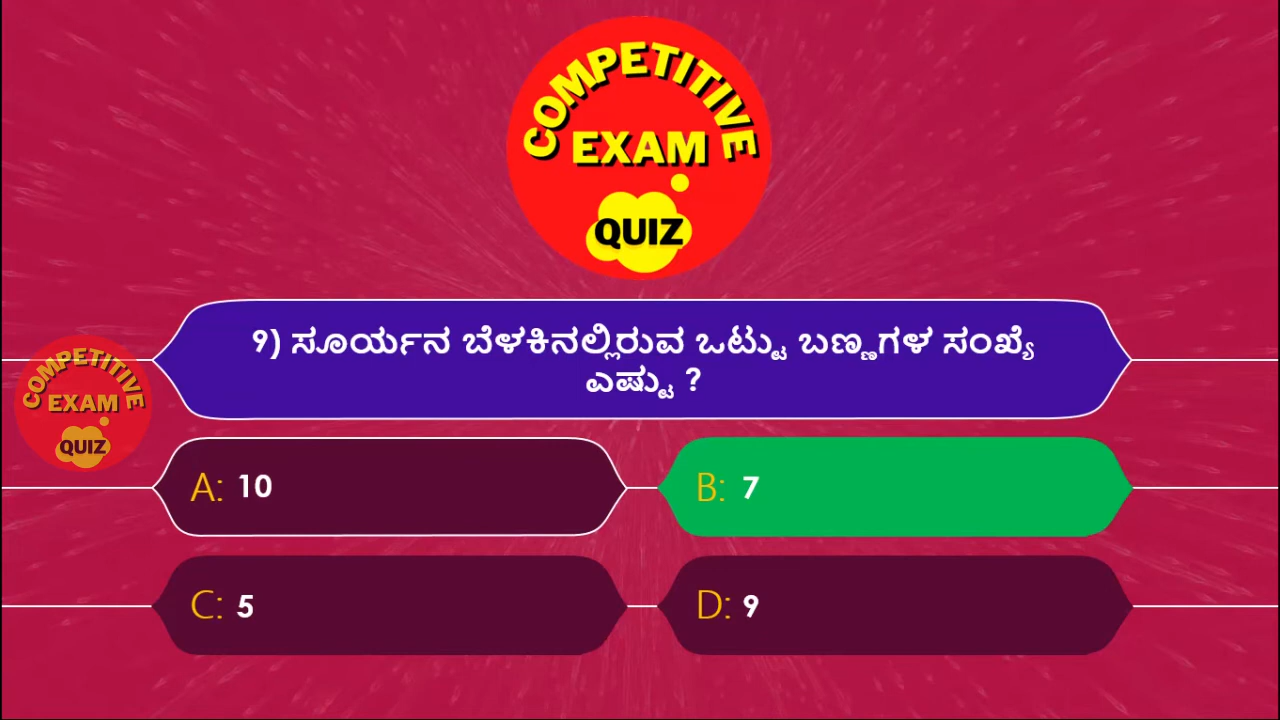 COMPETITIVE
EXAM
QUIZ
9) ಸೂರ್ಯನ ಬೆಳಕಿನಲ್ಲಿರುವ ಒಟ್ಟು ಬಣ್ಣಗಳ ಸಂಖ್ಯೆ
ಎಷ್ಟು ?
COMPETITIVE
EXAM
QUIZ
A: 10
B: 7
C: 5
D: 9